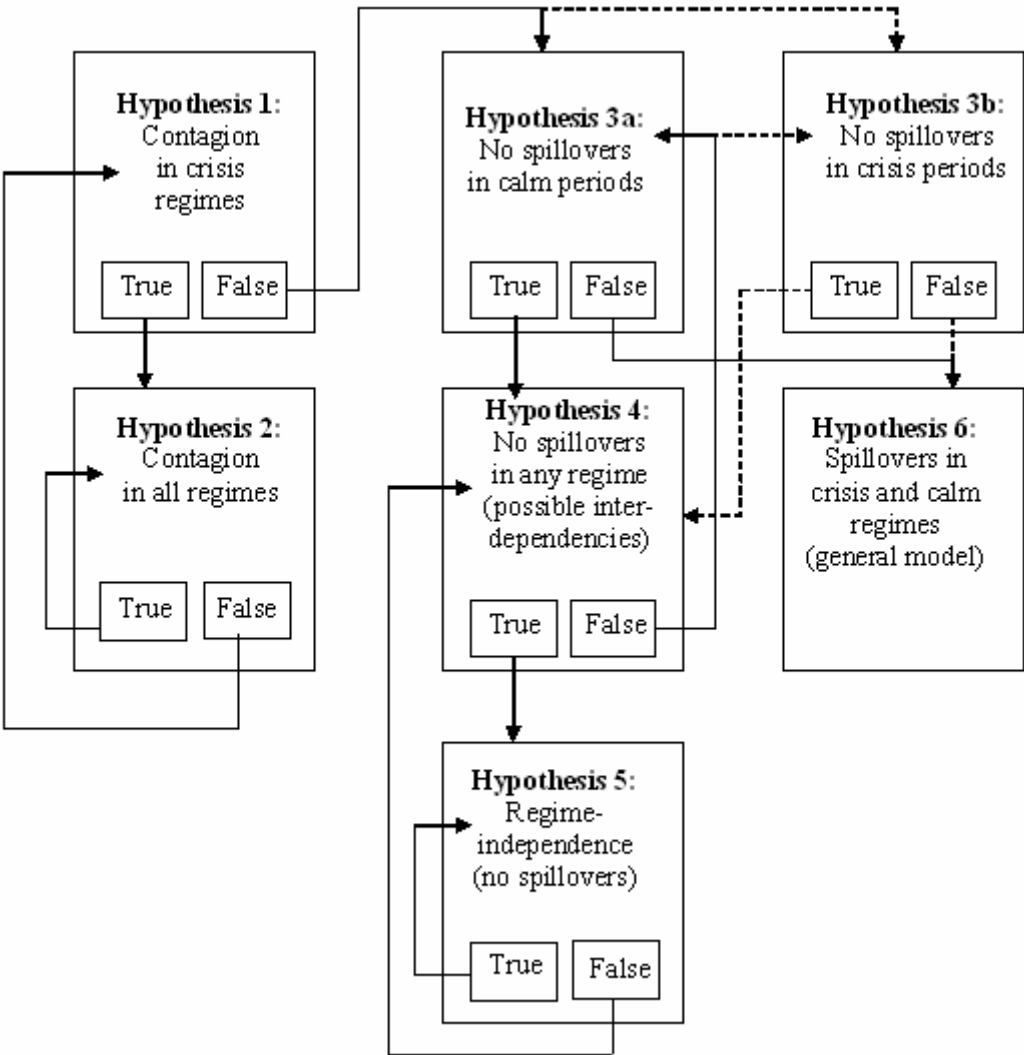 Hypothesis 1:
Contagion
in crisis
regimes
True
False
Hypothesis 3a:
No spillovers
in calm periods
True
False
Hypothesis 3b:
No spillovers
in crisis periods
True
False
Hypothesis 2:
Contagion
in all regimes
True
False
Hypothesis 4:
No spillovers
in any regime
(possible inter-
dependencies)
True
False
Hypothesis 6:
Spillovers in
crisis and calm
regimes
(general model)
Hypothesis 5:
Regime-
independence
(no spillovers)
True
False